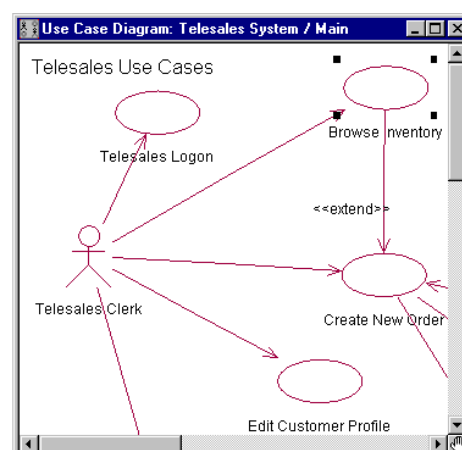 Use Case Diagram: Telesales System / Main
Telesales Use Cases
Telesales Logon
Browse Inventory
<<extend>>
Telesales Clerk
Create New Order
Edit Customer Profile